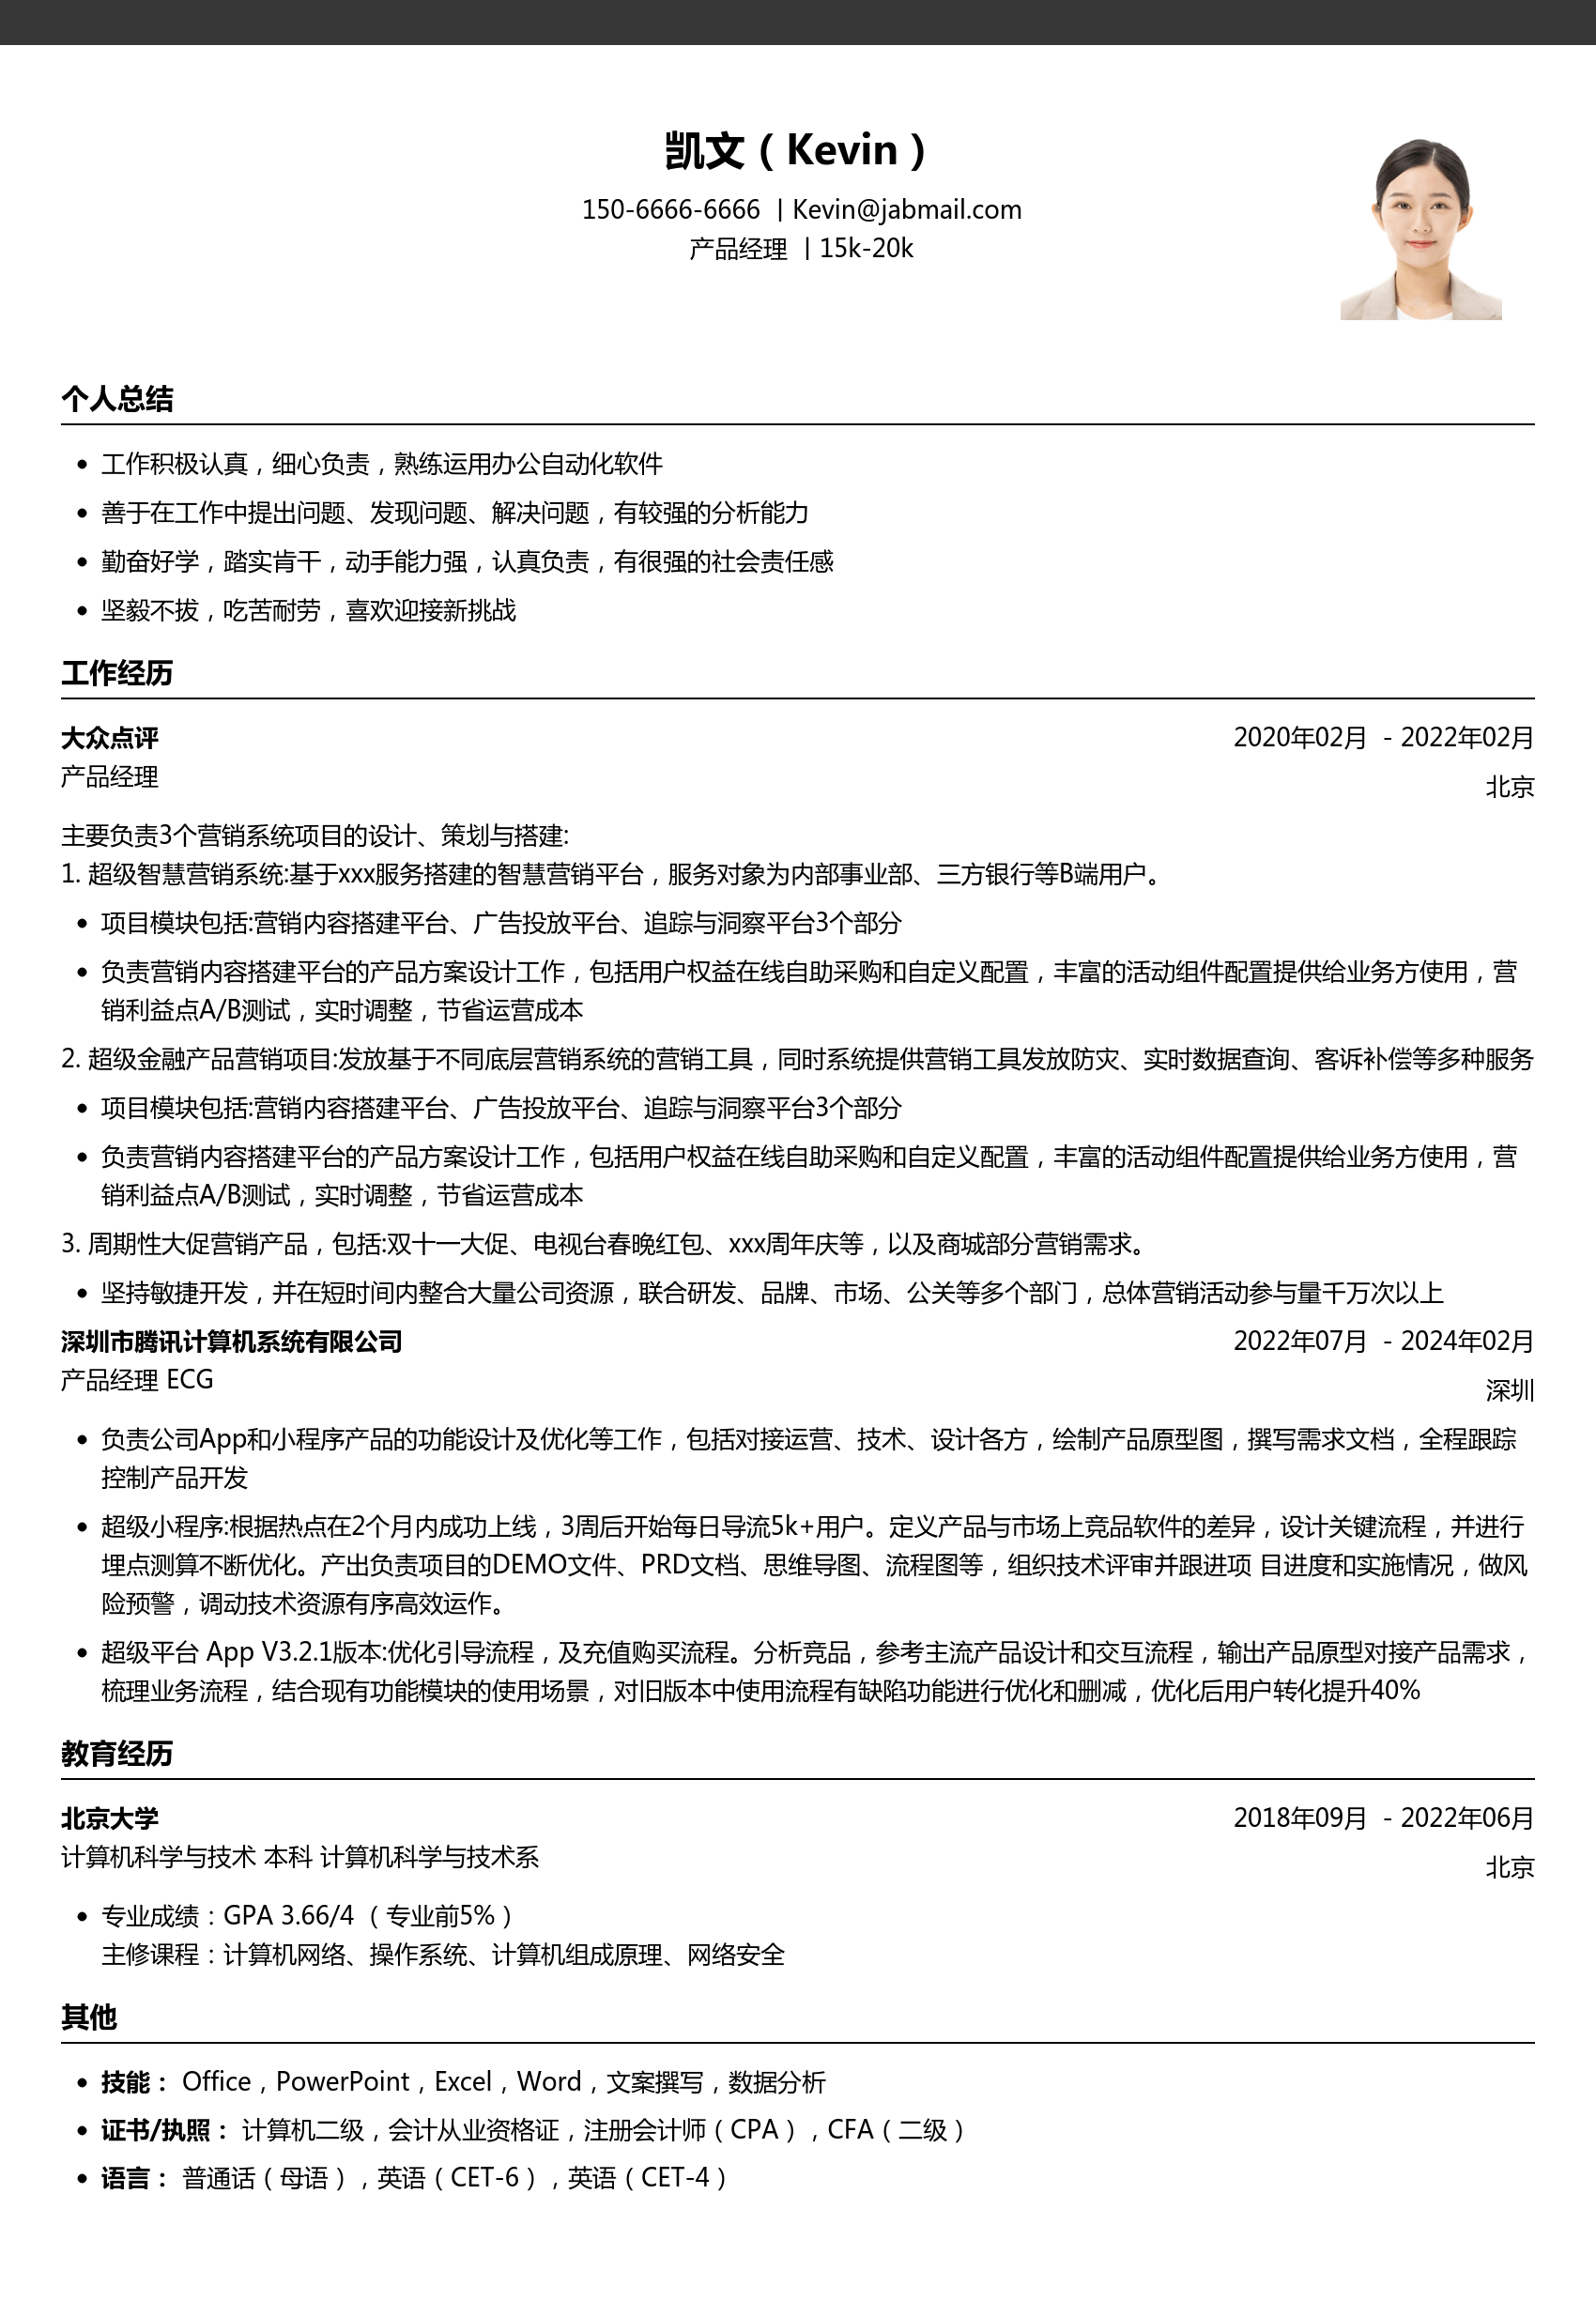 凯文（Kevin）
150-6666-6666 | Kevin@jabmail.com
产品经理 | 15k-20k
个人总结
• 工作积极认真，细心负责，熟练运用办公自动化软件
• 善于在工作中提出问题、发现问题、解决问题，有较强的分析能力
• 勤奋好学，踏实肯干，动手能力强，认真负责，有很强的社会责任感
• 坚毅不拔，吃苦耐劳，喜欢迎接新挑战
工作经历
大众点评 2020年02月 - 2022年02月
产品经理
北京
主要负责3个营销系统项目的设计、策划与搭建:
1. 超级智慧营销系统:基于xxx服务搭建的智慧营销平台，服务对象为内部事业部、三方银行等B端用户。
• 项目模块包括:营销内容搭建平台、广告投放平台、追踪与洞察平台3个部分
• 负责营销内容搭建平台的产品方案设计工作，包括用户权益在线自助采购和自定义配置，丰富的活动组件配置提供给业务方使用，营
销利益点A/B测试，实时调整，节省运营成本
2. 超级金融产品营销项目:发放基于不同底层营销系统的营销工具，同时系统提供营销工具发放防灾、实时数据查询、客诉补偿等多种服务
• 项目模块包括:营销内容搭建平台、广告投放平台、追踪与洞察平台3个部分
• 负责营销内容搭建平台的产品方案设计工作，包括用户权益在线自助采购和自定义配置，丰富的活动组件配置提供给业务方使用，营
销利益点A/B测试，实时调整，节省运营成本
3. 周期性大促营销产品，包括:双十一大促、电视台春晚红包、xxx周年庆等，以及商城部分营销需求。
• 坚持敏捷开发，并在短时间内整合大量公司资源，联合研发、品牌、市场、公关等多个部门，总体营销活动参与量千万次以上
深圳市腾讯计算机系统有限公司 2022年07月 - 2024年02月
产品经理 ECG
深圳
• 负责公司App和小程序产品的功能设计及优化等工作，包括对接运营、技术、设计各方，绘制产品原型图，撰写需求文档，全程跟踪
控制产品开发
• 超级小程序:根据热点在2个月内成功上线，3周后开始每日导流5k+用户。定义产品与市场上竞品软件的差异，设计关键流程，并进行
埋点测算不断优化。产出负责项目的DEMO文件、PRD文档、思维导图、流程图等，组织技术评审并跟进项 目进度和实施情况，做风
险预警，调动技术资源有序高效运作。
• 超级平台 App V3.2.1版本:优化引导流程，及充值购买流程。分析竞品，参考主流产品设计和交互流程，输出产品原型对接产品需求，
梳理业务流程，结合现有功能模块的使用场景，对旧版本中使用流程有缺陷功能进行优化和删减，优化后用户转化提升40%
教育经历
北京大学 2018年09月 - 2022年06月
计算机科学与技术 本科 计算机科学与技术系
北京
• 专业成绩：GPA 3.66/4 （专业前5%）
主修课程：计算机网络、操作系统、计算机组成原理、网络安全
其他
• 技能： Office，PowerPoint，Excel，Word，文案撰写，数据分析
• 证书/执照： 计算机二级，会计从业资格证，注册会计师（CPA），CFA（二级）
• 语言： 普通话（母语），英语（CET-6），英语（CET-4）